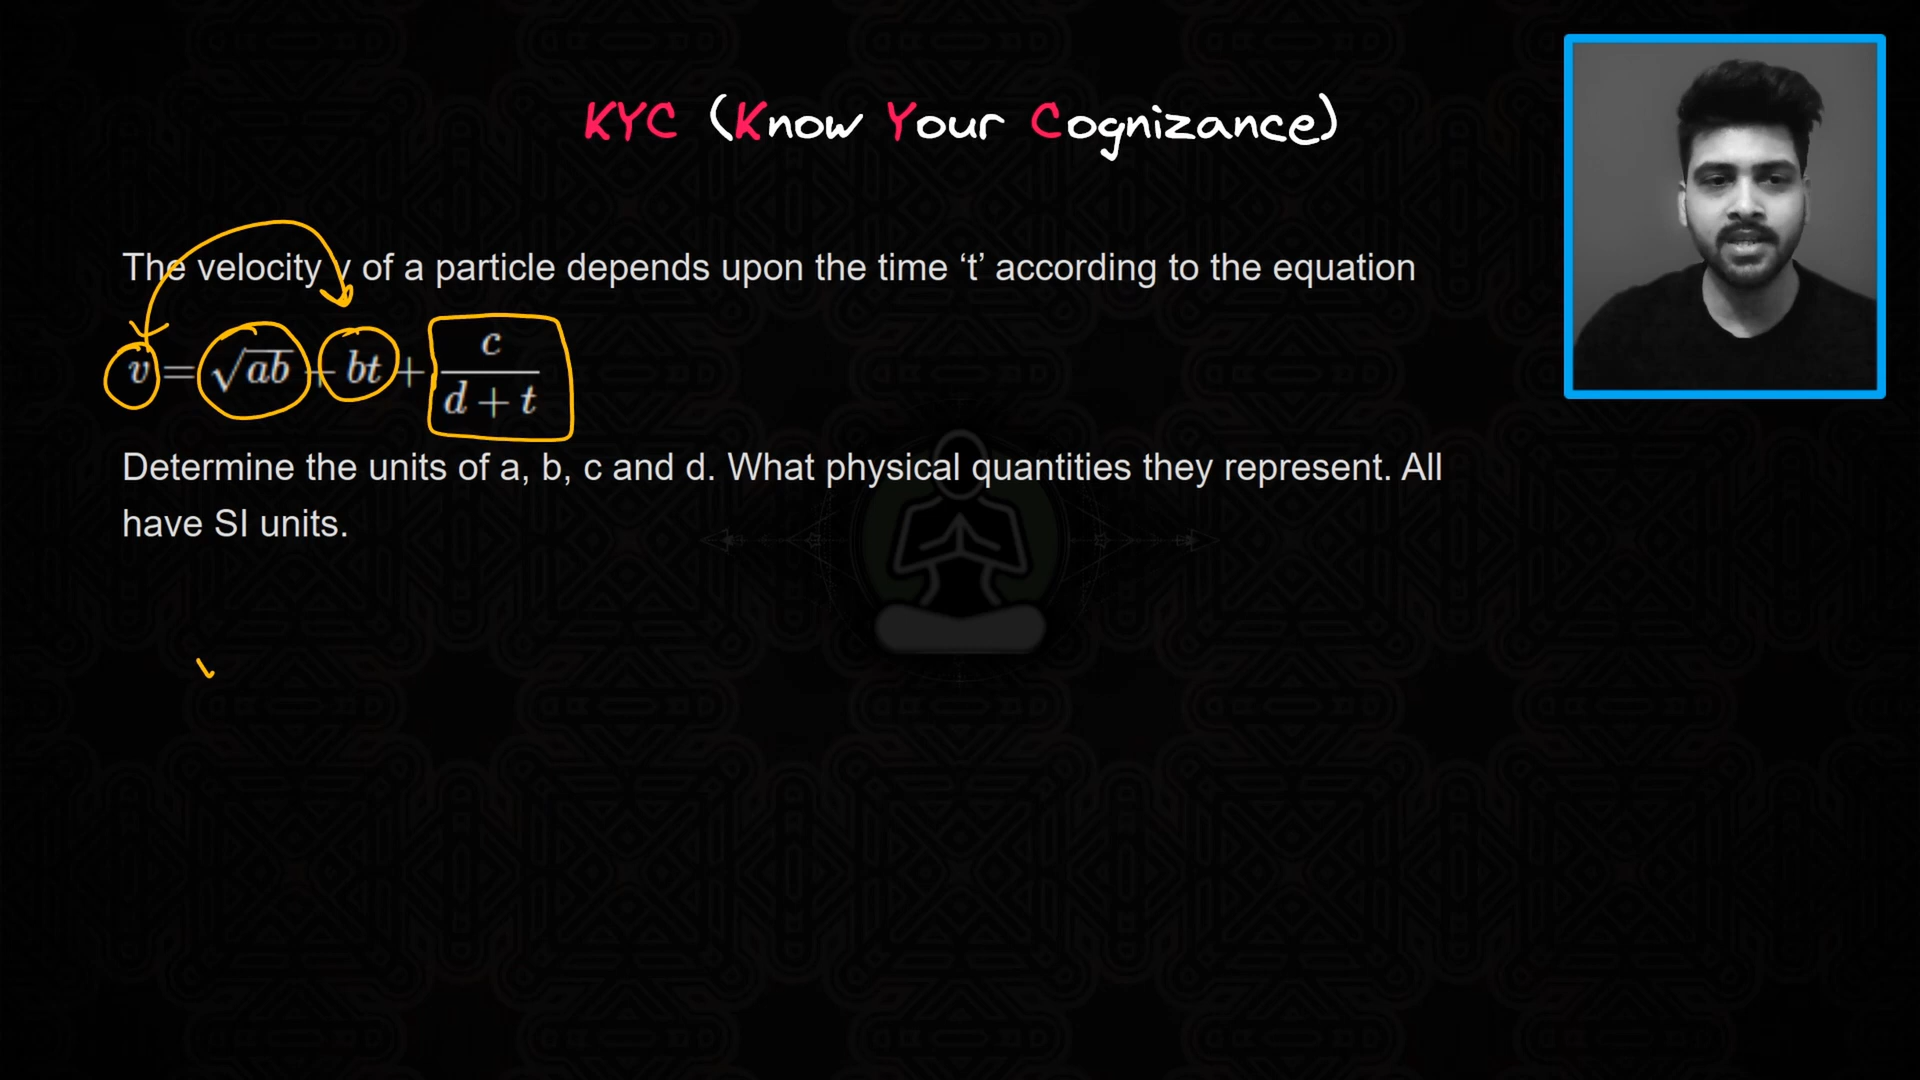 KYC (Know Your Cognizance)
The velocity v of a particle depends upon the time ‘t’ according to the equation
v = √ab + bt + c/(d + t)
Determine the units of a, b, c and d. What physical quantities they represent. All
have SI units.